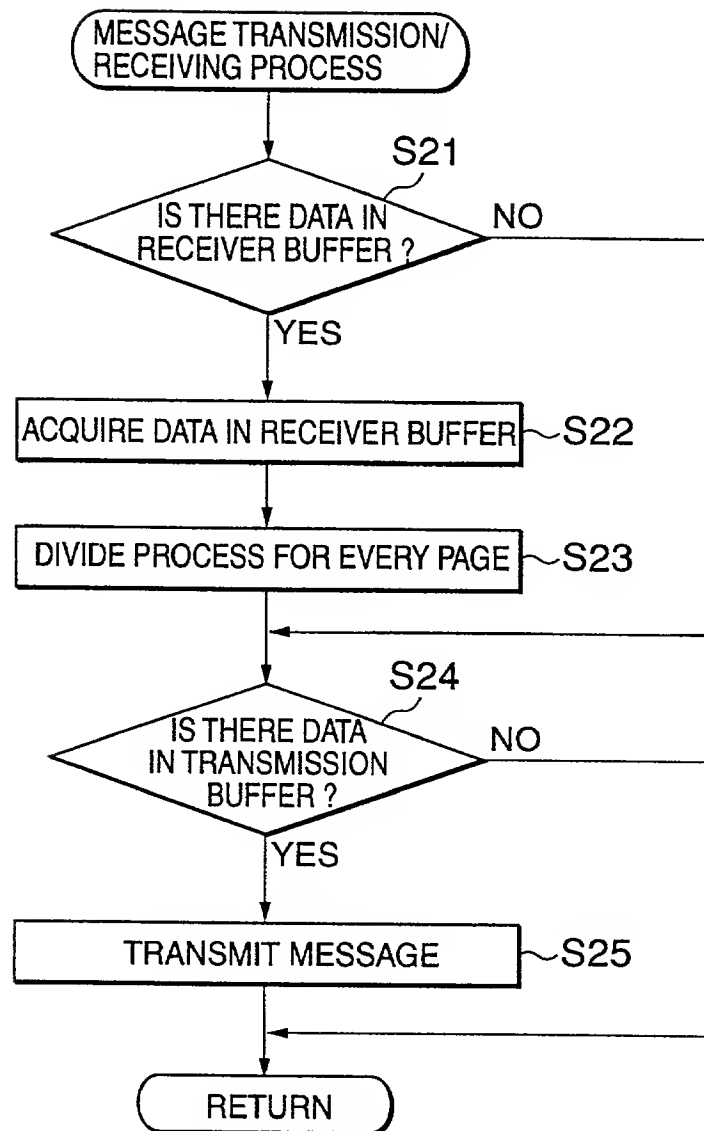 MESSAGE TRANSMISSION/
RECEIVING PROCESS
S21
IS THERE DATA IN
RECEIVER BUFFER ?
NO
YES
ACQUIRE DATA IN RECEIVER BUFFER
S22
DIVIDE PROCESS FOR EVERY PAGE
S23
S24
IS THERE DATA
IN TRANSMISSION
BUFFER ?
NO
YES
TRANSMIT MESSAGE
S25
RETURN